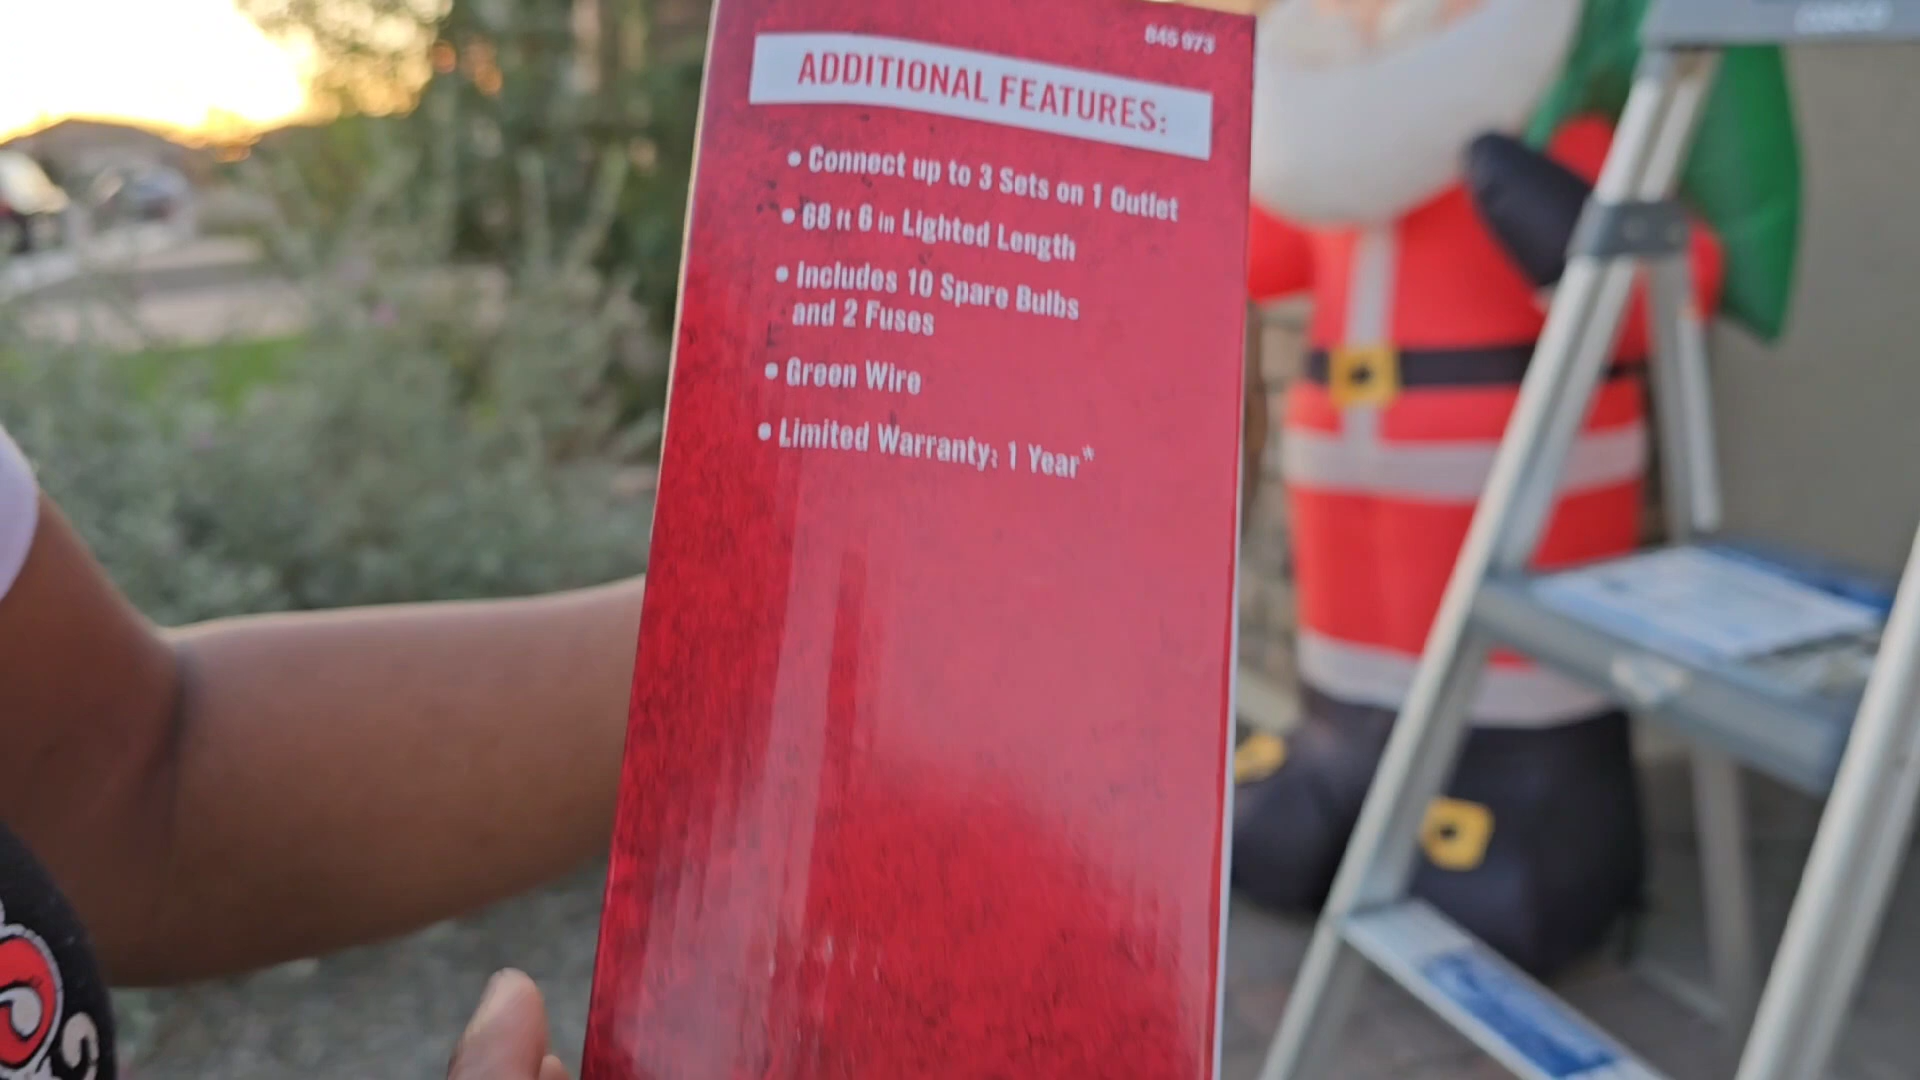 845 973
ADDITIONAL FEATURES:
• Connect up to 3 Sets on 1 Outlet
• 68 ft 6 in Lighted Length
• Includes 10 Spare Bulbs
and 2 Fuses
• Green Wire
• Limited Warranty: 1 Year*